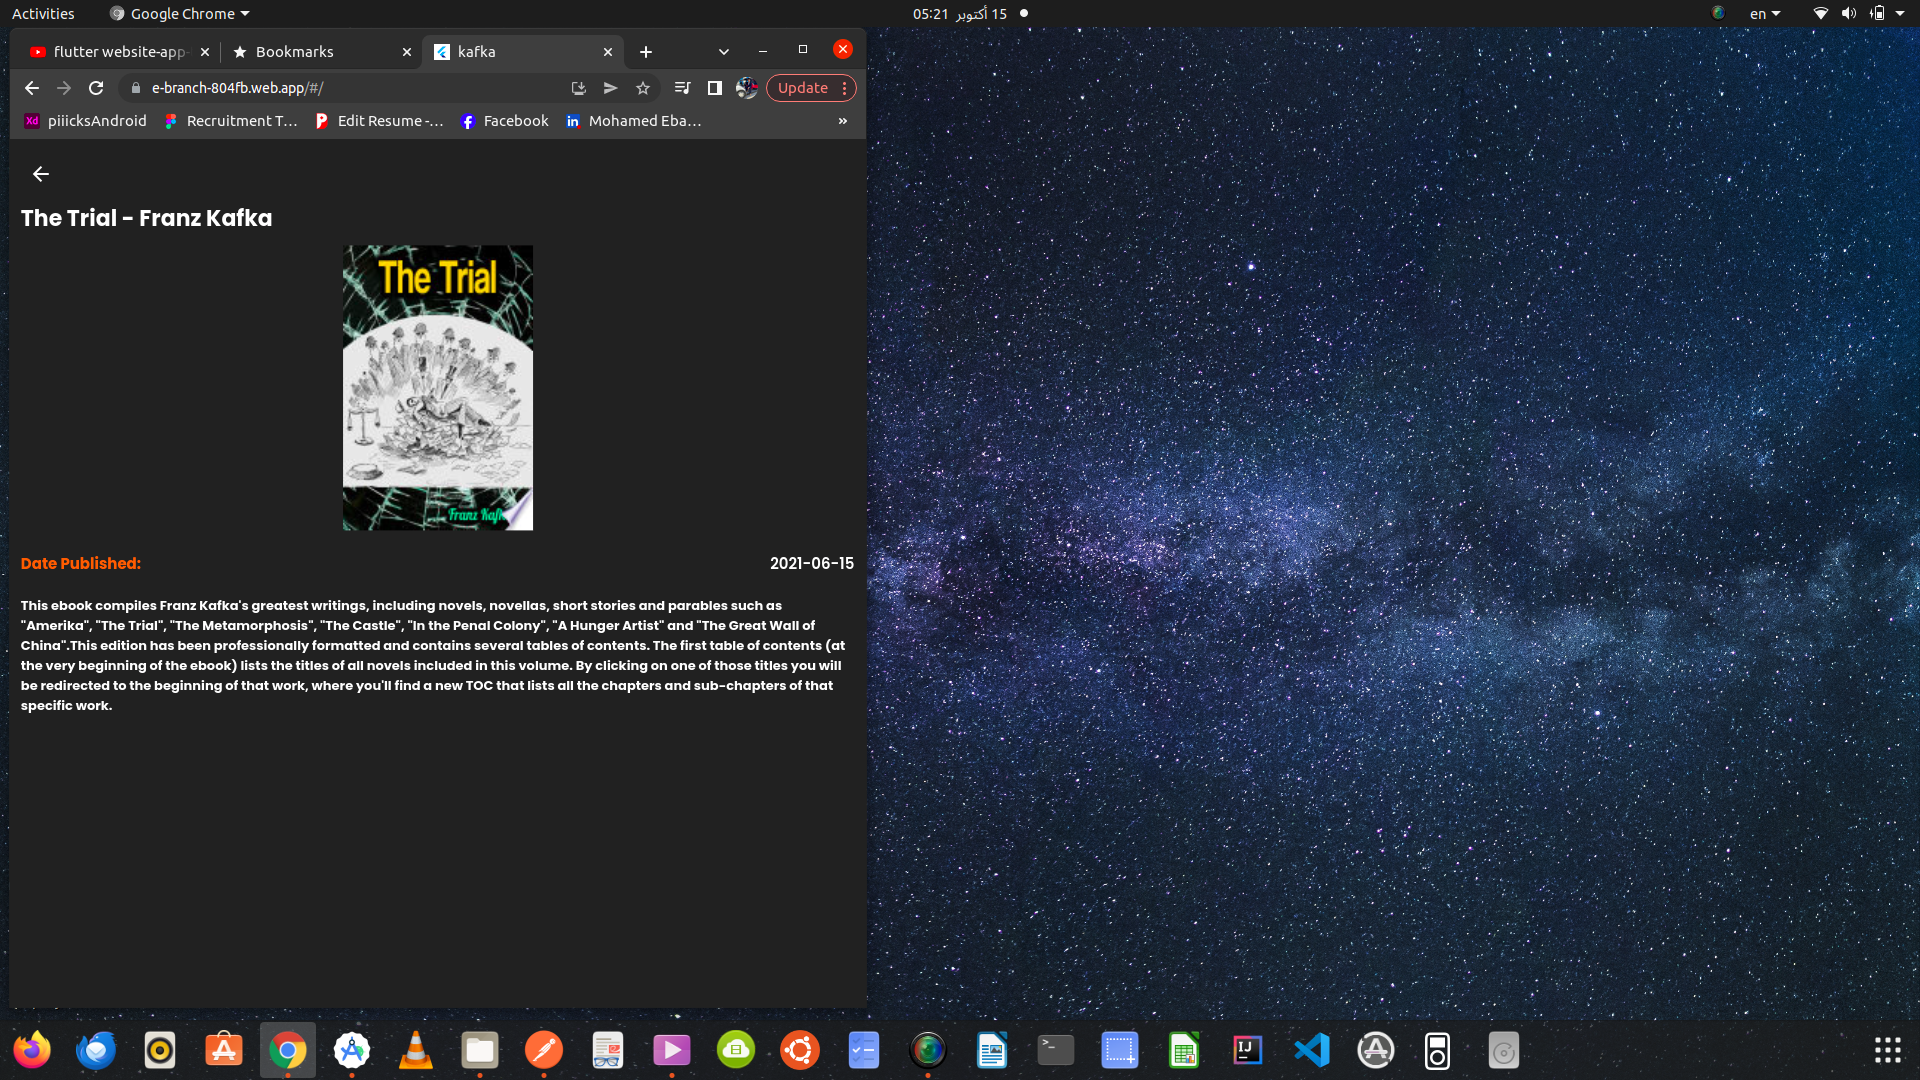 Activities
Google Chrome
15 أكتوبر 05:21
en
flutter website-app-
Bookmarks
kafka
e-branch-804fb.web.app/#/
Update
Xd piiicksAndroid
Recruitment T...
Edit Resume -...
Facebook
in Mohamed Eba...
»
The Trial - Franz Kafka
The Trial
Franz Kafk
Date Published:
2021-06-15
This ebook compiles Franz Kafka's greatest writings, including novels, novellas, short stories and parables such as
"Amerika", "The Trial", "The Metamorphosis", "The Castle", "In the Penal Colony", "A Hunger Artist" and "The Great Wall of
China".This edition has been professionally formatted and contains several tables of contents. The first table of contents (at
the very beginning of the ebook) lists the titles of all novels included in this volume. By clicking on one of those titles you will
be redirected to the beginning of that work, where you'll find a new TOC that lists all the chapters and sub-chapters of that
specific work.
>_
IJ